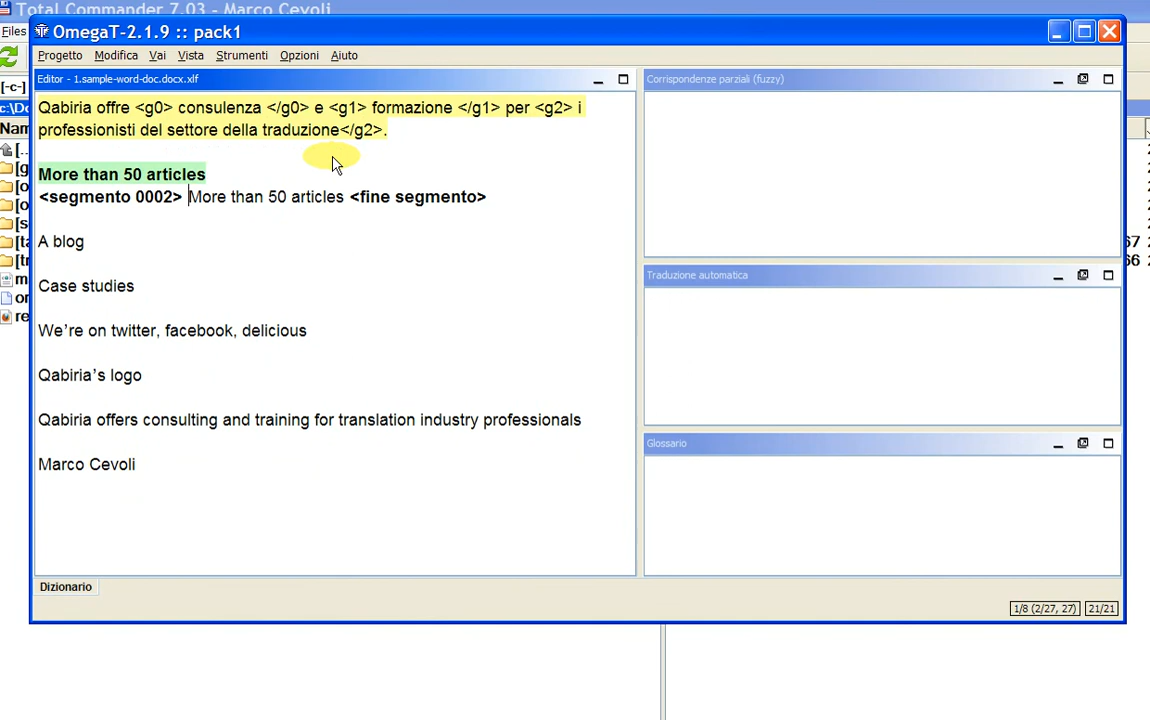 Total Commander 7.03 - Marco Cevoli
Files
OmegaT-2.1.9 :: pack1
Progetto Modifica Vai Vista Strumenti Opzioni Aiuto
[-c-]
Editor - 1.sample-word-doc.docx.xlf
Corrispondenze parziali (fuzzy)
Qabiria offre <g0> consulenza </g0> e <g1> formazione </g1> per <g2> i
professionisti del settore della traduzione</g2>.
More than 50 articles
<segmento 0002> More than 50 articles <fine segmento>
A blog
Case studies
We're on twitter, facebook, delicious
Qabiria's logo
Qabiria offers consulting and training for translation industry professionals
Marco Cevoli
Traduzione automatica
Glossario
Dizionario
1/8 (2/27, 27) 21/21